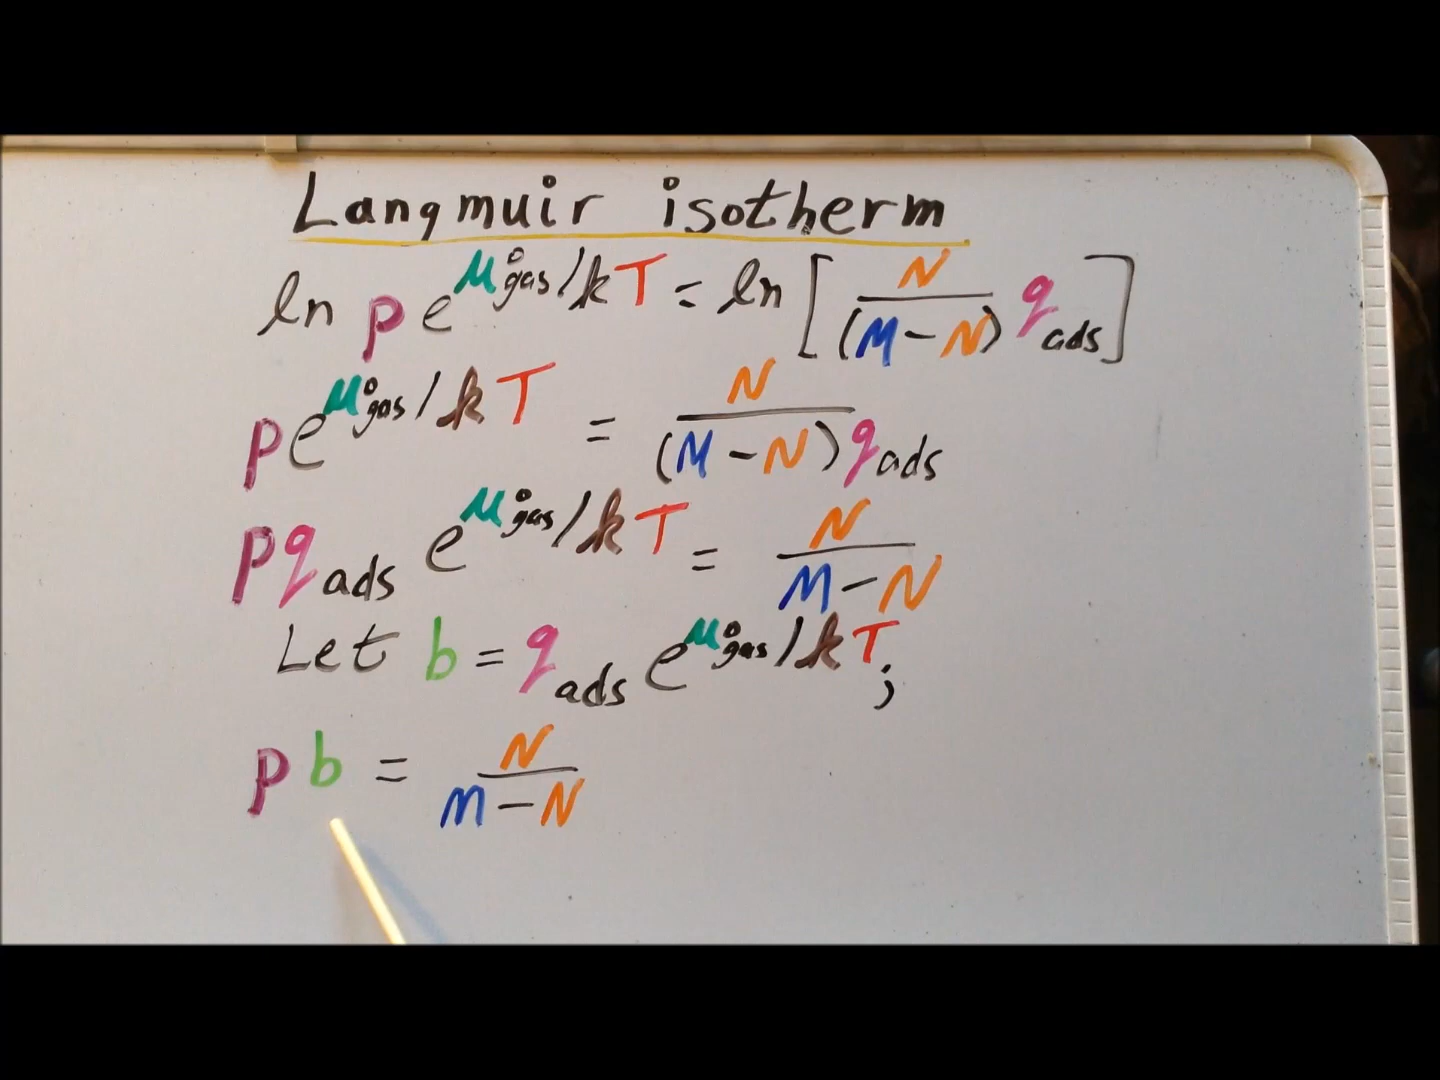 Langmuir isotherm
ln p e^(μ°gas/kT) = ln [N/(M-N) q_ads]
p e^(μ°gas/kT) = N/((M-N) q_ads)
p q_ads e^(μ°gas/kT) = N/(M-N)
Let b = q_ads e^(μ°gas/kT);
p b = N/(M-N)